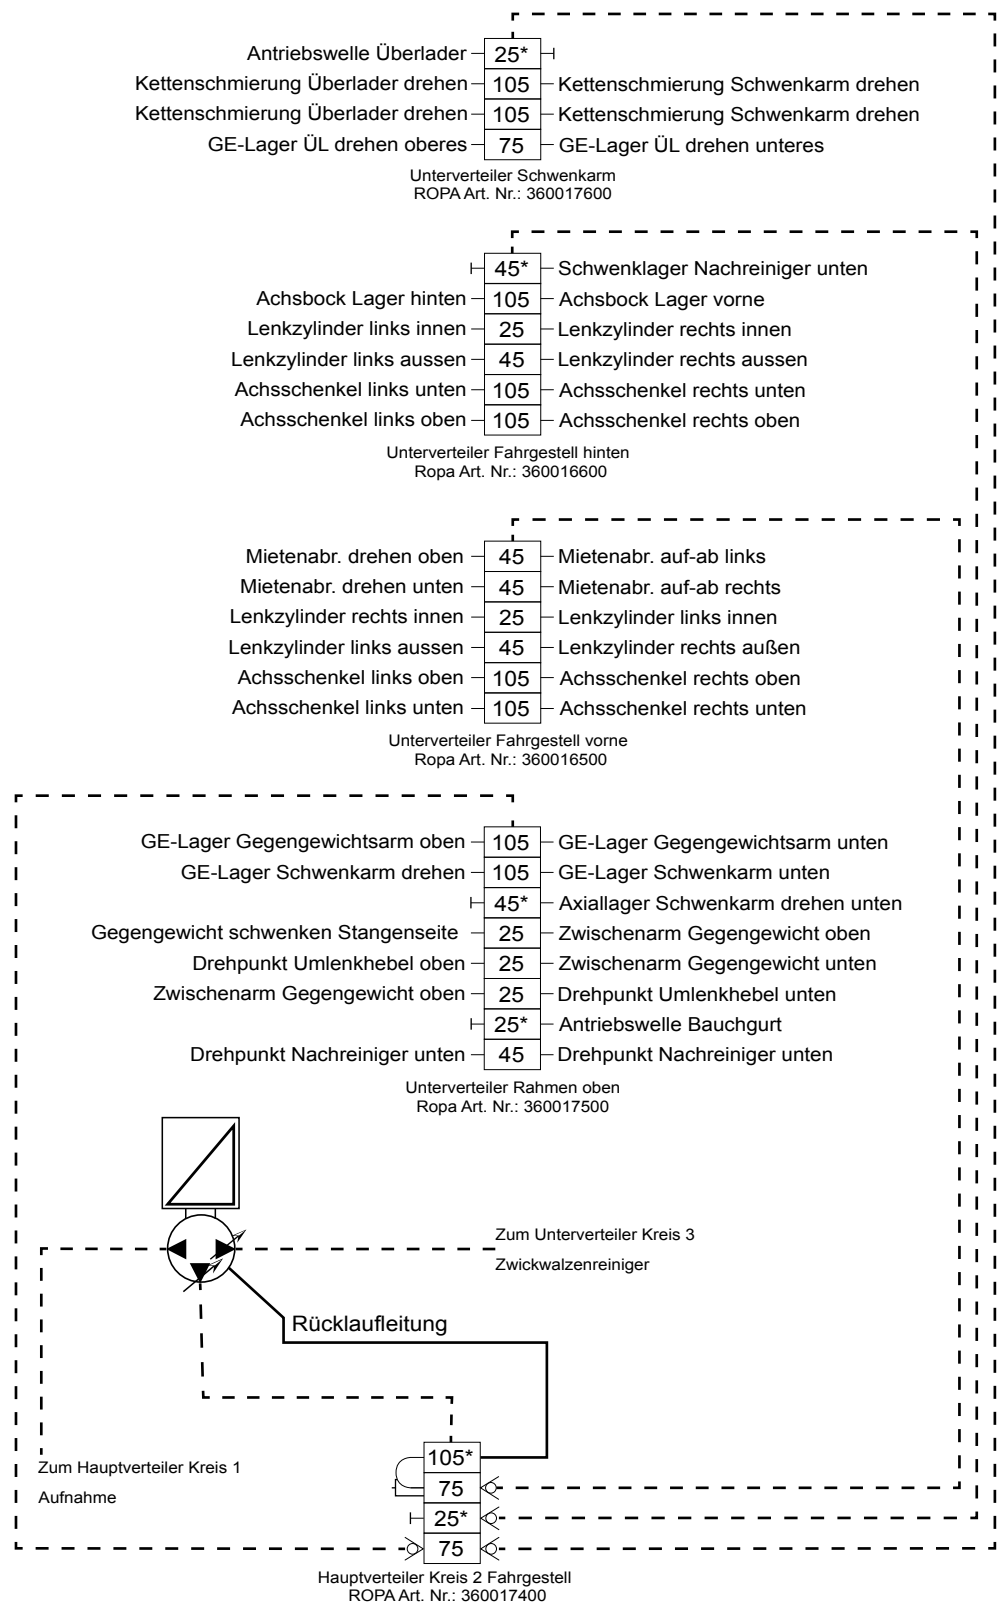 Antriebswelle Überlader 25*
Kettenschmierung Überlader drehen 105 Kettenschmierung Schwenkarm drehen
Kettenschmierung Überlader drehen 105 Kettenschmierung Schwenkarm drehen
GE-Lager ÜL drehen oberes 75 GE-Lager ÜL drehen unteres
Unterverteiler Schwenkarm
ROPA Art. Nr.: 360017600
45* Schwenklager Nachreiniger unten
Achsbock Lager hinten 105 Achsbock Lager vorne
Lenkzylinder links innen 25 Lenkzylinder rechts innen
Lenkzylinder links aussen 45 Lenkzylinder rechts aussen
Achsschenkel links unten 105 Achsschenkel rechts unten
Achsschenkel links oben 105 Achsschenkel rechts oben
Unterverteiler Fahrgestell hinten
Ropa Art. Nr.: 360016600
Mietenabr. drehen oben 45 Mietenabr. auf-ab links
Mietenabr. drehen unten 45 Mietenabr. auf-ab rechts
Lenkzylinder rechts innen 25 Lenkzylinder links innen
Lenkzylinder links aussen 45 Lenkzylinder rechts außen
Achsschenkel links oben 105 Achsschenkel rechts oben
Achsschenkel links unten 105 Achsschenkel rechts unten
Unterverteiler Fahrgestell vorne
Ropa Art. Nr.: 360016500
GE-Lager Gegengewichtsarm oben 105 GE-Lager Gegengewichtsarm unten
GE-Lager Schwenkarm drehen 105 GE-Lager Schwenkarm unten
45* Axiallager Schwenkarm drehen unten
Gegengewicht schwenken Stangenseite 25 Zwischenarm Gegengewicht oben
Drehpunkt Umlenkhebel oben 25 Zwischenarm Gegengewicht unten
Zwischenarm Gegengewicht oben 25 Drehpunkt Umlenkhebel unten
25* Antriebswelle Bauchgurt
Drehpunkt Nachreiniger unten 45 Drehpunkt Nachreiniger unten
Unterverteiler Rahmen oben
Ropa Art. Nr.: 360017500
Zum Unterverteiler Kreis 3
Zwickwalzenreiniger
Rücklaufleitung
Zum Hauptverteiler Kreis 1
Aufnahme
105*
75
25*
75
Hauptverteiler Kreis 2 Fahrgestell
ROPA Art. Nr.: 360017400